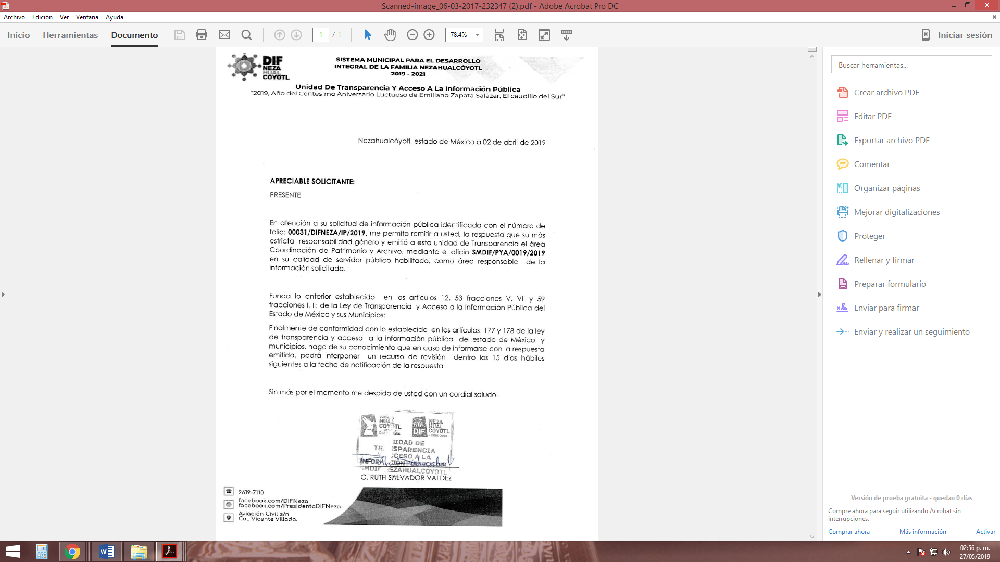 Scanned-image_06-03-2017-232347 (2).pdf - Adobe Acrobat Pro DC
Archivo Edición Ver Ventana Ayuda
Inicio Herramientas Documento 1 / 1 78.4% Iniciar sesión
DIF
NEZA
HUAL
COYOTL
SISTEMA MUNICIPAL PARA EL DESARROLLO
INTEGRAL DE LA FAMILIA NEZAHUALCÓYOTL
2019 - 2021
Unidad De Transparencia Y Acceso A La Información Pública
"2019, Año del Centésimo Aniversario Luctuoso de Emiliano Zapata Salazar, El caudillo del Sur"
Nezahualcóyotl, estado de México a 02 de abril de 2019
APRECIABLE SOLICITANTE:
PRESENTE
En atención a su solicitud de información pública identificada con el número de
folio: 00031/DIFNEZA/IP/2019, me permito remitir a usted, la respuesta que su más
estricta responsabilidad género y emitió a esta unidad de Transparencia el área
Coordinación de Patrimonio y Archivo, mediante el oficio SMDIF/PYA/0019/2019
en su calidad de servidor público habilitado, como área responsable de la
información solicitada.
Funda lo anterior establecido en los artículos 12, 53 fracciones V, VII y 59
fracciones I, II; de la Ley de Transparencia y Acceso a la Información Pública del
Estado de México y sus Municipios:
Finalmente de conformidad con lo establecido en los artículos 177 y 178 de la ley
de transparencia y acceso a la información pública del estado de México y
municipios, hago de su conocimiento que en caso de informarse con la respuesta
emitida, podrá interponer un recurso de revisión dentro los 15 días hábiles
siguientes a la fecha de notificación de la respuesta
Sin más por el momento me despido de usted con un cordial saludo.
NEZA
HUAL
COYOTL
DIF
NEZA
HUAL
COYOTL
IDAD DE
TR SPARENCIA
CESO A LA
SMDIF EZAHUALCÓYOTL
C. RUTH SALVADOR VALDEZ
2619-7110
facebook.com/DIFNeza
facebook.com/PresidentaDIFNeza
Aviación Civil s/n
Col. Vicente Villada.
Buscar herramientas...
Crear archivo PDF
Editar PDF
Exportar archivo PDF
Comentar
Organizar páginas
Mejorar digitalizaciones
Proteger
Rellenar y firmar
Preparar formulario
Enviar para firmar
Enviar y realizar un seguimiento
Versión de prueba gratuita - quedan 0 días
Compre ahora para seguir utilizando Acrobat sin
interrupciones.
Comprar ahora Más información Activar
02:56 p. m.
27/05/2019